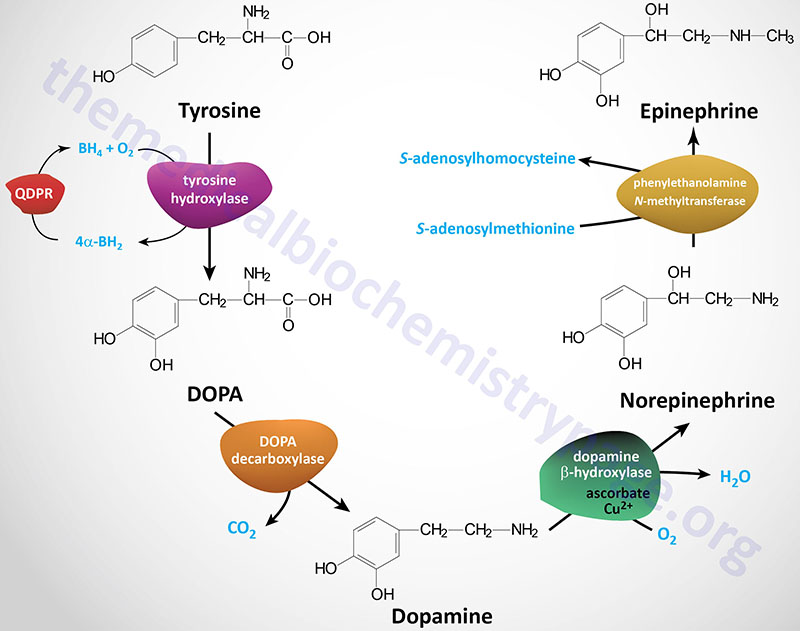 NH₂
CH₂ CH C OH
O
HO
Tyrosine
BH₄ + O₂
QDPR
tyrosine
hydroxylase
4α-BH₂
NH₂
CH₂ CH C OH
O
HO
OH
DOPA
DOPA
decarboxylase
CO₂
CH₂ CH₂ NH₂
HO
OH
Dopamine
dopamine
β-hydroxylase
ascorbate
Cu²⁺
O₂
H₂O
Norepinephrine
OH
CH CH₂ NH₂
HO
OH
S-adenosylmethionine
phenylethanolamine
N-methyltransferase
S-adenosylhomocysteine
Epinephrine
OH
CH CH₂ NH CH₃
HO
OH